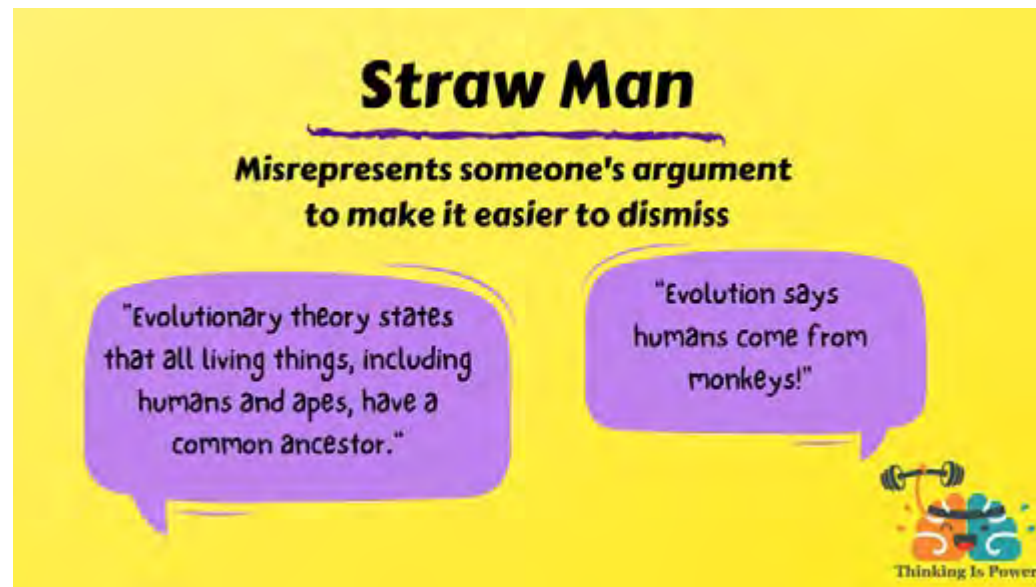 Straw Man
Misrepresents someone's argument
to make it easier to dismiss
"Evolutionary theory states
that all living things, including
humans and apes, have a
common ancestor."
"Evolution says
humans come from
monkeys!"
Thinking Is Power